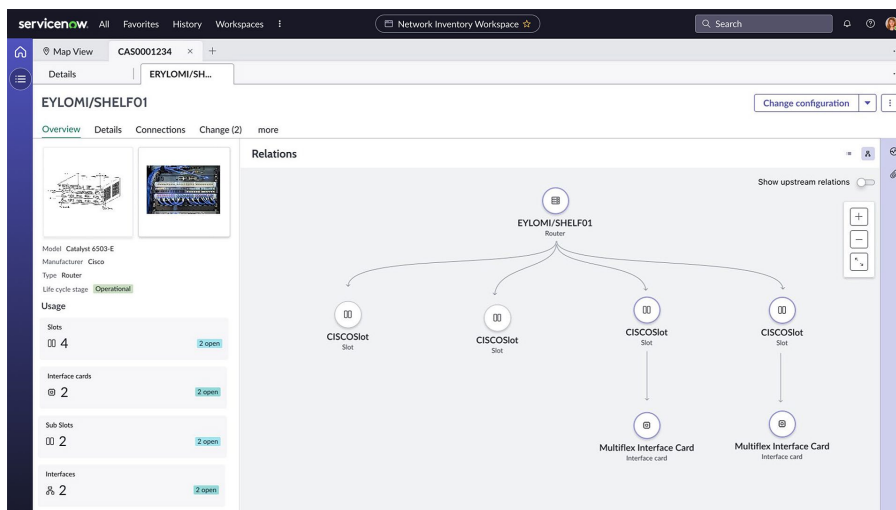 servicenow. All Favorites History Workspaces Network Inventory Workspace Search
Map View CAS0001234
Details ERYLOMI/SH...
EYLOMI/SHELF01
Change configuration
Overview Details Connections Change (2) more
Relations
Show upstream relations
EYLOMI/SHELF01
Router
Model Catalyst 6503-E
Manufacturer Cisco
Type Router
Life cycle stage Operational
Usage
Slots
4 2 open
Interface cards
2 2 open
Sub Slots
2 2 open
Interfaces
2 2 open
CISCOSlot
Slot
CISCOSlot
Slot
CISCOSlot
Slot
CISCOSlot
Slot
Multiflex Interface Card
Interface card
Multiflex Interface Card
Interface card